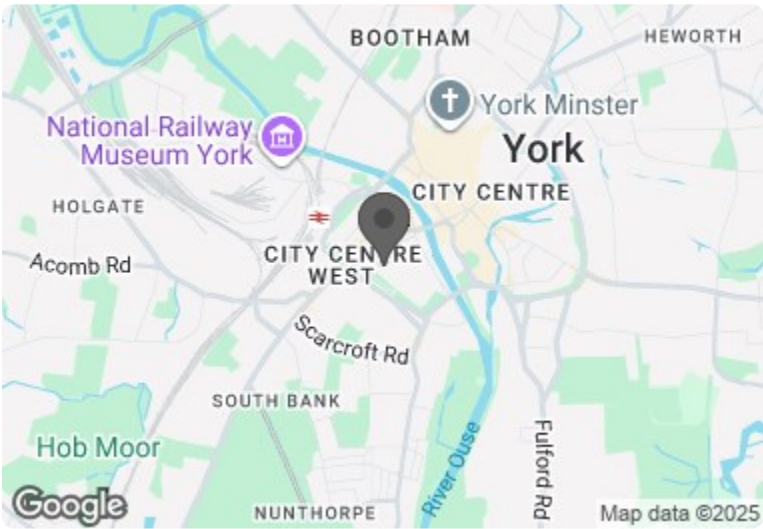 BOOTHAM
HEWORTH
York Minster
National Railway
Museum York
York
CITY CENTRE
HOLGATE
Acomb Rd
CITY CENTRE
WEST
Scarcroft Rd
SOUTH BANK
Hob Moor
River Ouse
Fulford Rd
Google
NUNTHORPE
Map data ©2025